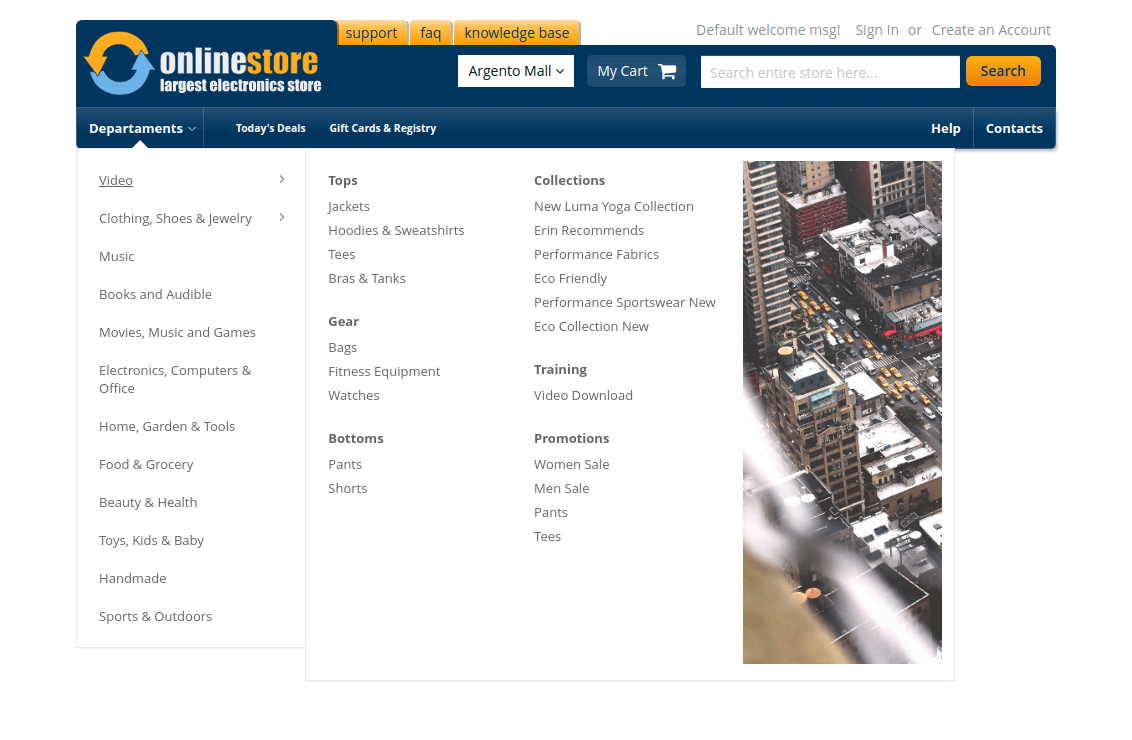 support faq knowledge base
Default welcome msg! Sign In or Create an Account
onlinestore
largest electronics store
Argento Mall
My Cart
Search entire store here...
Search
Departaments
Today's Deals
Gift Cards & Registry
Help
Contacts
Video
Clothing, Shoes & Jewelry
Music
Books and Audible
Movies, Music and Games
Electronics, Computers &
Office
Home, Garden & Tools
Food & Grocery
Beauty & Health
Toys, Kids & Baby
Handmade
Sports & Outdoors
Tops
Jackets
Hoodies & Sweatshirts
Tees
Bras & Tanks
Gear
Bags
Fitness Equipment
Watches
Bottoms
Pants
Shorts
Collections
New Luma Yoga Collection
Erin Recommends
Performance Fabrics
Eco Friendly
Performance Sportswear New
Eco Collection New
Training
Video Download
Promotions
Women Sale
Men Sale
Pants
Tees